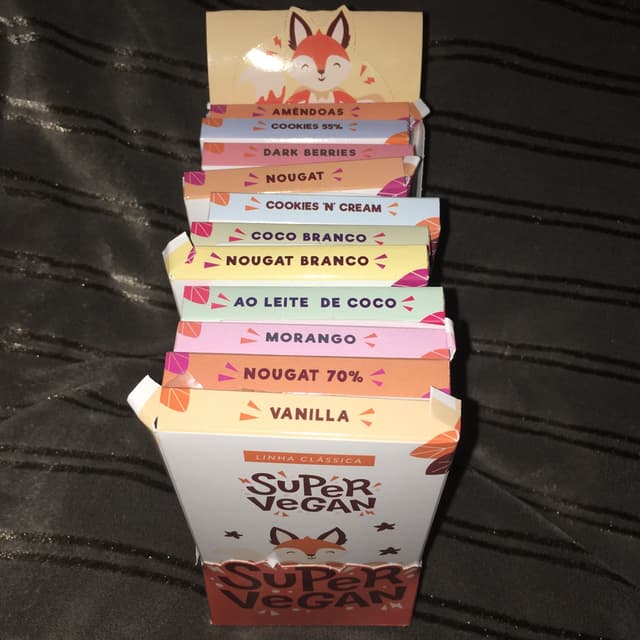 AMÊNDOAS
COOKIES 55%
DARK BERRIES
NOUGAT
COOKIES 'N' CREAM
COCO BRANCO
NOUGAT BRANCO
AO LEITE DE COCO
MORANGO
NOUGAT 70%
VANILLA
LINHA CLÁSSICA
SUPER
VEGAN
SUPER
VEGAN